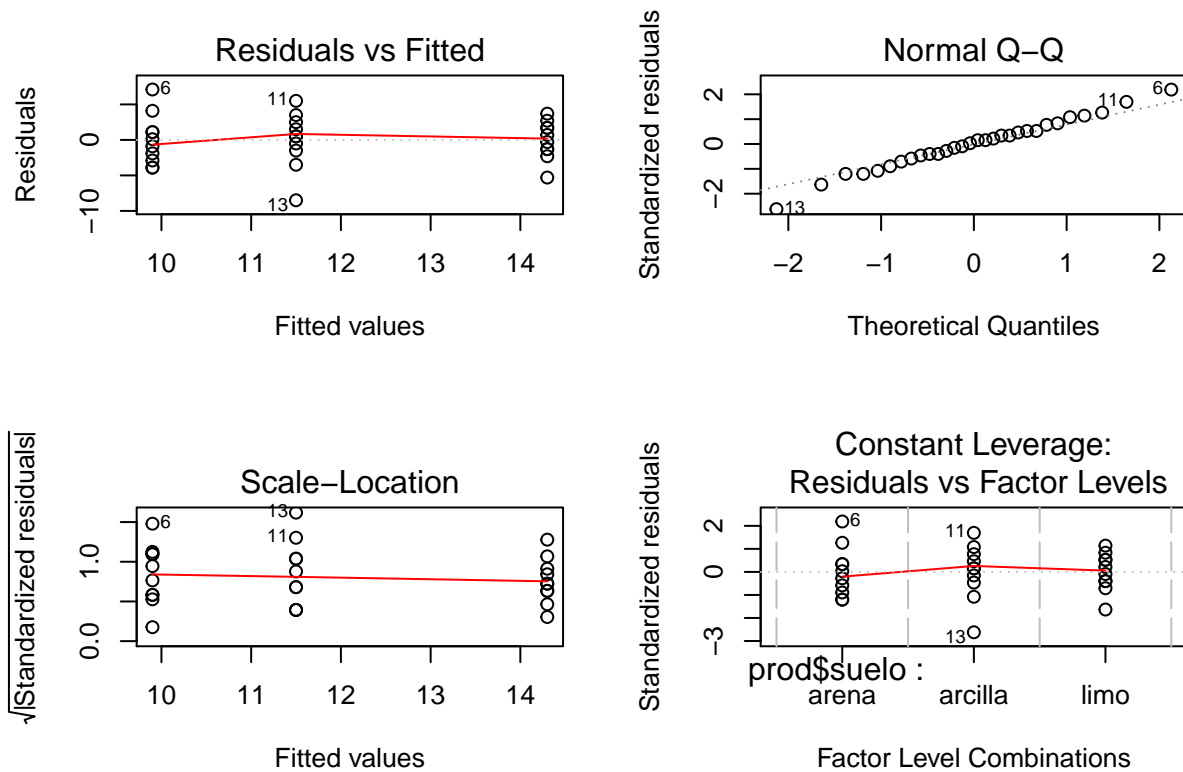 Residuals vs Fitted
Residuals
0
−10
6
11
13
10 11 12 13 14
Fitted values
Normal Q−Q
Standardized residuals
2
0
−2
11
6
13
−2 −1 0 1 2
Theoretical Quantiles
Scale−Location
√|Standardized residuals|
1.0
0.0
6
13
11
10 11 12 13 14
Fitted values
Constant Leverage:
Residuals vs Factor Levels
Standardized residuals
2
0
−3
6
11
13
prod$suelo :
arena arcilla limo
Factor Level Combinations